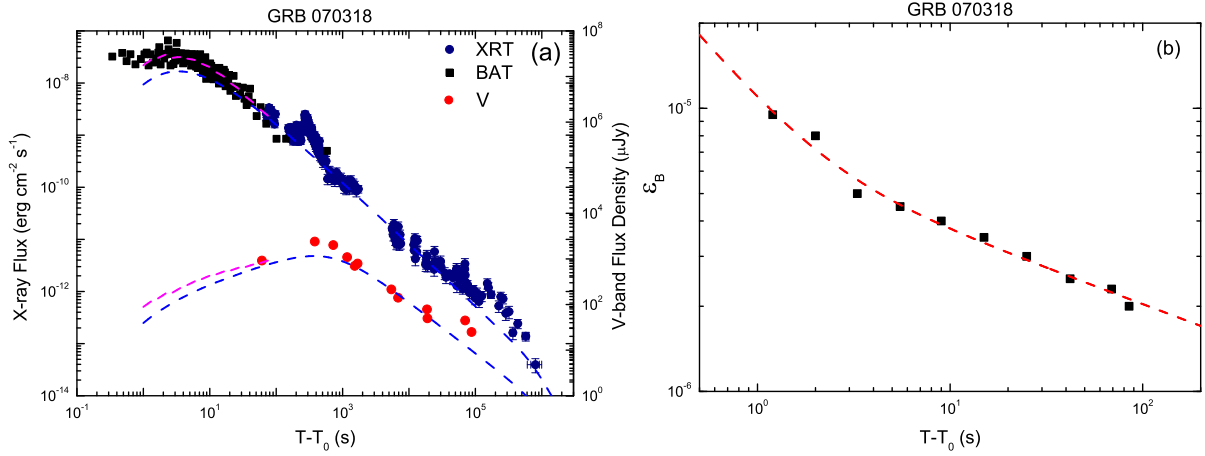 GRB 070318
(a)
XRT
BAT
V
10⁻⁸
10⁻¹⁰
10⁻¹²
10⁻¹⁴
X-ray Flux (erg cm⁻² s⁻¹)
10⁸
10⁶
10⁴
10²
10⁰
V-band Flux Density (μJy)
10⁻¹
10¹
10³
10⁵
T-T₀ (s)
GRB 070318
(b)
10⁻⁵
10⁻⁶
ε_B
10⁰
10¹
10²
T-T₀ (s)